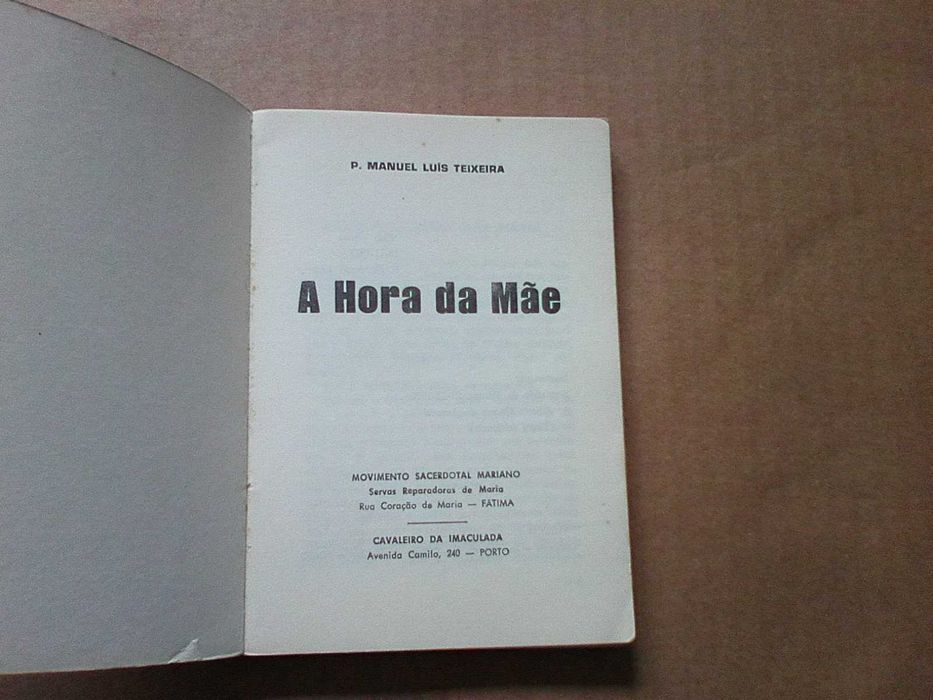 P. MANUEL LUÍS TEIXEIRA
A Hora da Mãe
MOVIMENTO SACERDOTAL MARIANO
Servas Reparadoras de Maria
Rua Coração de Maria — FÁTIMA
CAVALEIRO DA IMACULADA
Avenida Camilo, 240 — PORTO